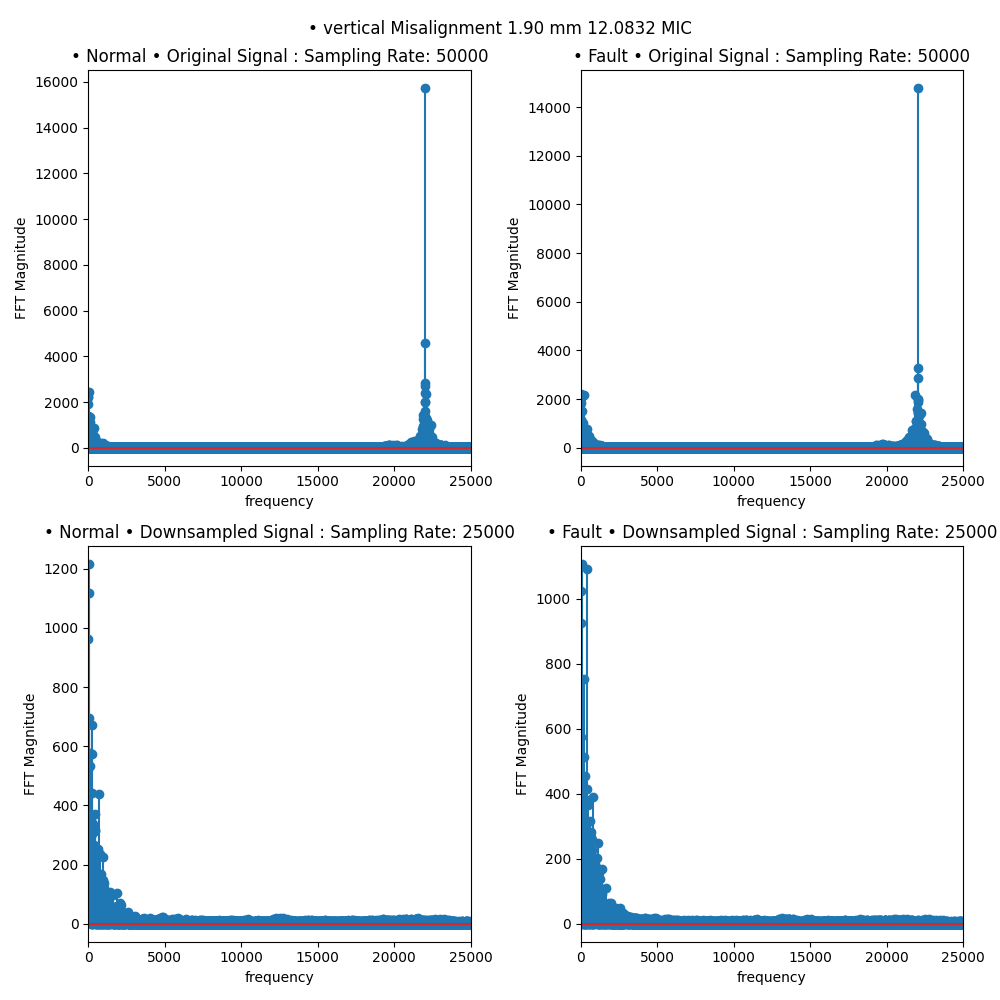 • vertical Misalignment 1.90 mm 12.0832 MIC
• Normal • Original Signal : Sampling Rate: 50000
16000
14000
12000
10000
8000
6000
4000
2000
0
FFT Magnitude
0 5000 10000 15000 20000 25000
frequency
• Fault • Original Signal : Sampling Rate: 50000
14000
12000
10000
8000
6000
4000
2000
0
FFT Magnitude
0 5000 10000 15000 20000 25000
frequency
• Normal • Downsampled Signal : Sampling Rate: 25000
1200
1000
800
600
400
200
0
FFT Magnitude
0 5000 10000 15000 20000 25000
frequency
• Fault • Downsampled Signal : Sampling Rate: 25000
1000
800
600
400
200
0
FFT Magnitude
0 5000 10000 15000 20000 25000
frequency